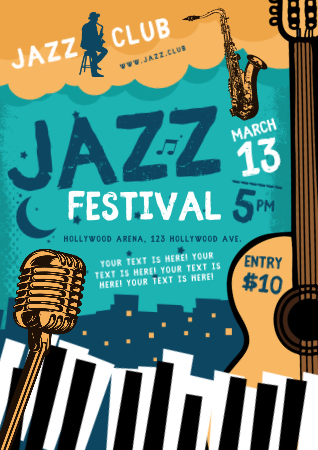 JAZZ CLUB
WWW.JAZZ.CLUB
JAZZ
FESTIVAL
MARCH
13
5PM
HOLLYWOOD ARENA, 123 HOLLYWOOD AVE.
YOUR TEXT IS HERE! YOUR
TEXT IS HERE! YOUR TEXT IS
HERE! YOUR TEXT IS HERE!
ENTRY
$10